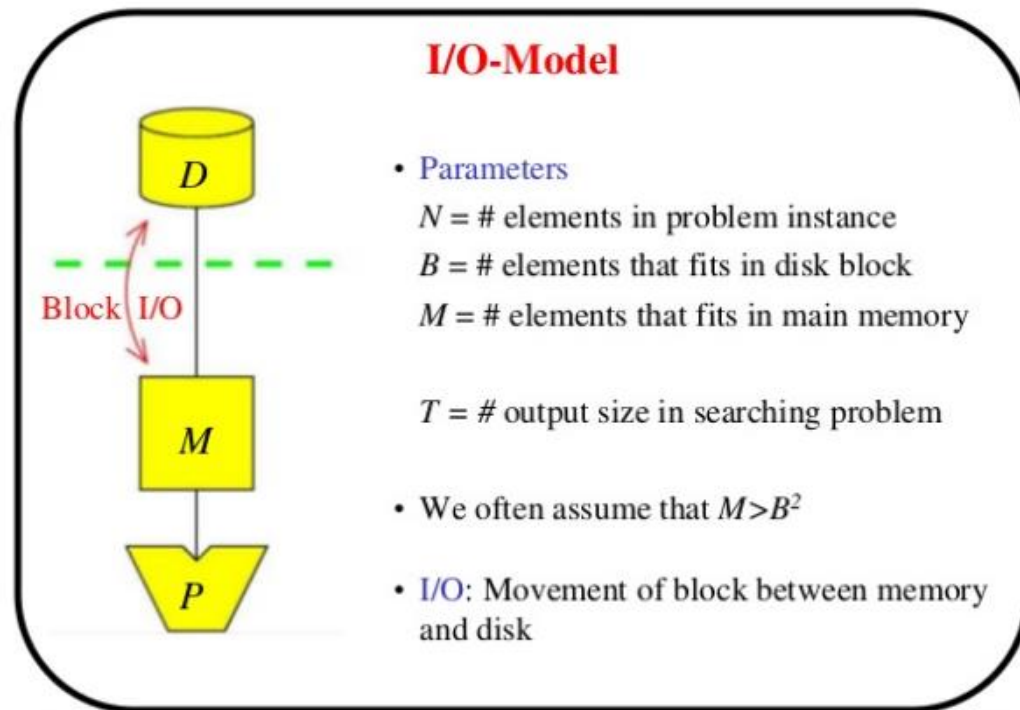 I/O-Model
D
Block I/O
M
P
• Parameters
N = # elements in problem instance
B = # elements that fits in disk block
M = # elements that fits in main memory
T = # output size in searching problem
• We often assume that M>B²
• I/O: Movement of block between memory
and disk